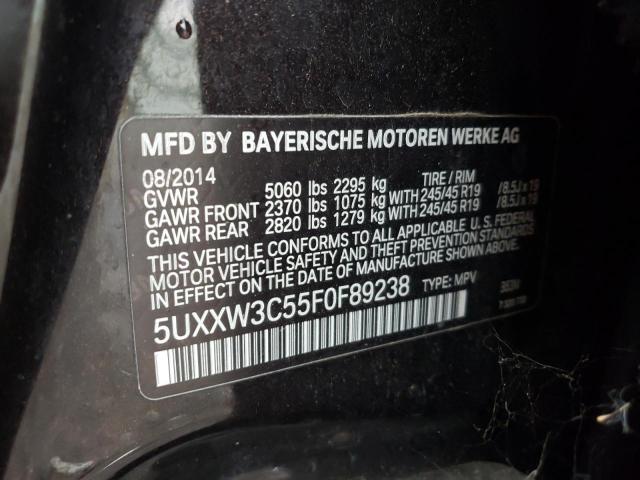 MFD BY BAYERISCHE MOTOREN WERKE AG
08/2014 TIRE / RIM
GVWR 5060 lbs 2295 kg
GAWR FRONT 2370 lbs 1075 kg WITH 245/45 R19 / 8.5J x 19
GAWR REAR 2820 lbs 1279 kg WITH 245/45 R19 / 8.5J x 19
THIS VEHICLE CONFORMS TO ALL APPLICABLE U.S. FEDERAL
MOTOR VEHICLE SAFETY AND THEFT PREVENTION STANDARDS
IN EFFECT ON THE DATE OF MANUFACTURE SHOWN ABOVE.
5UXXW3C55F0F89238 TYPE: MPV